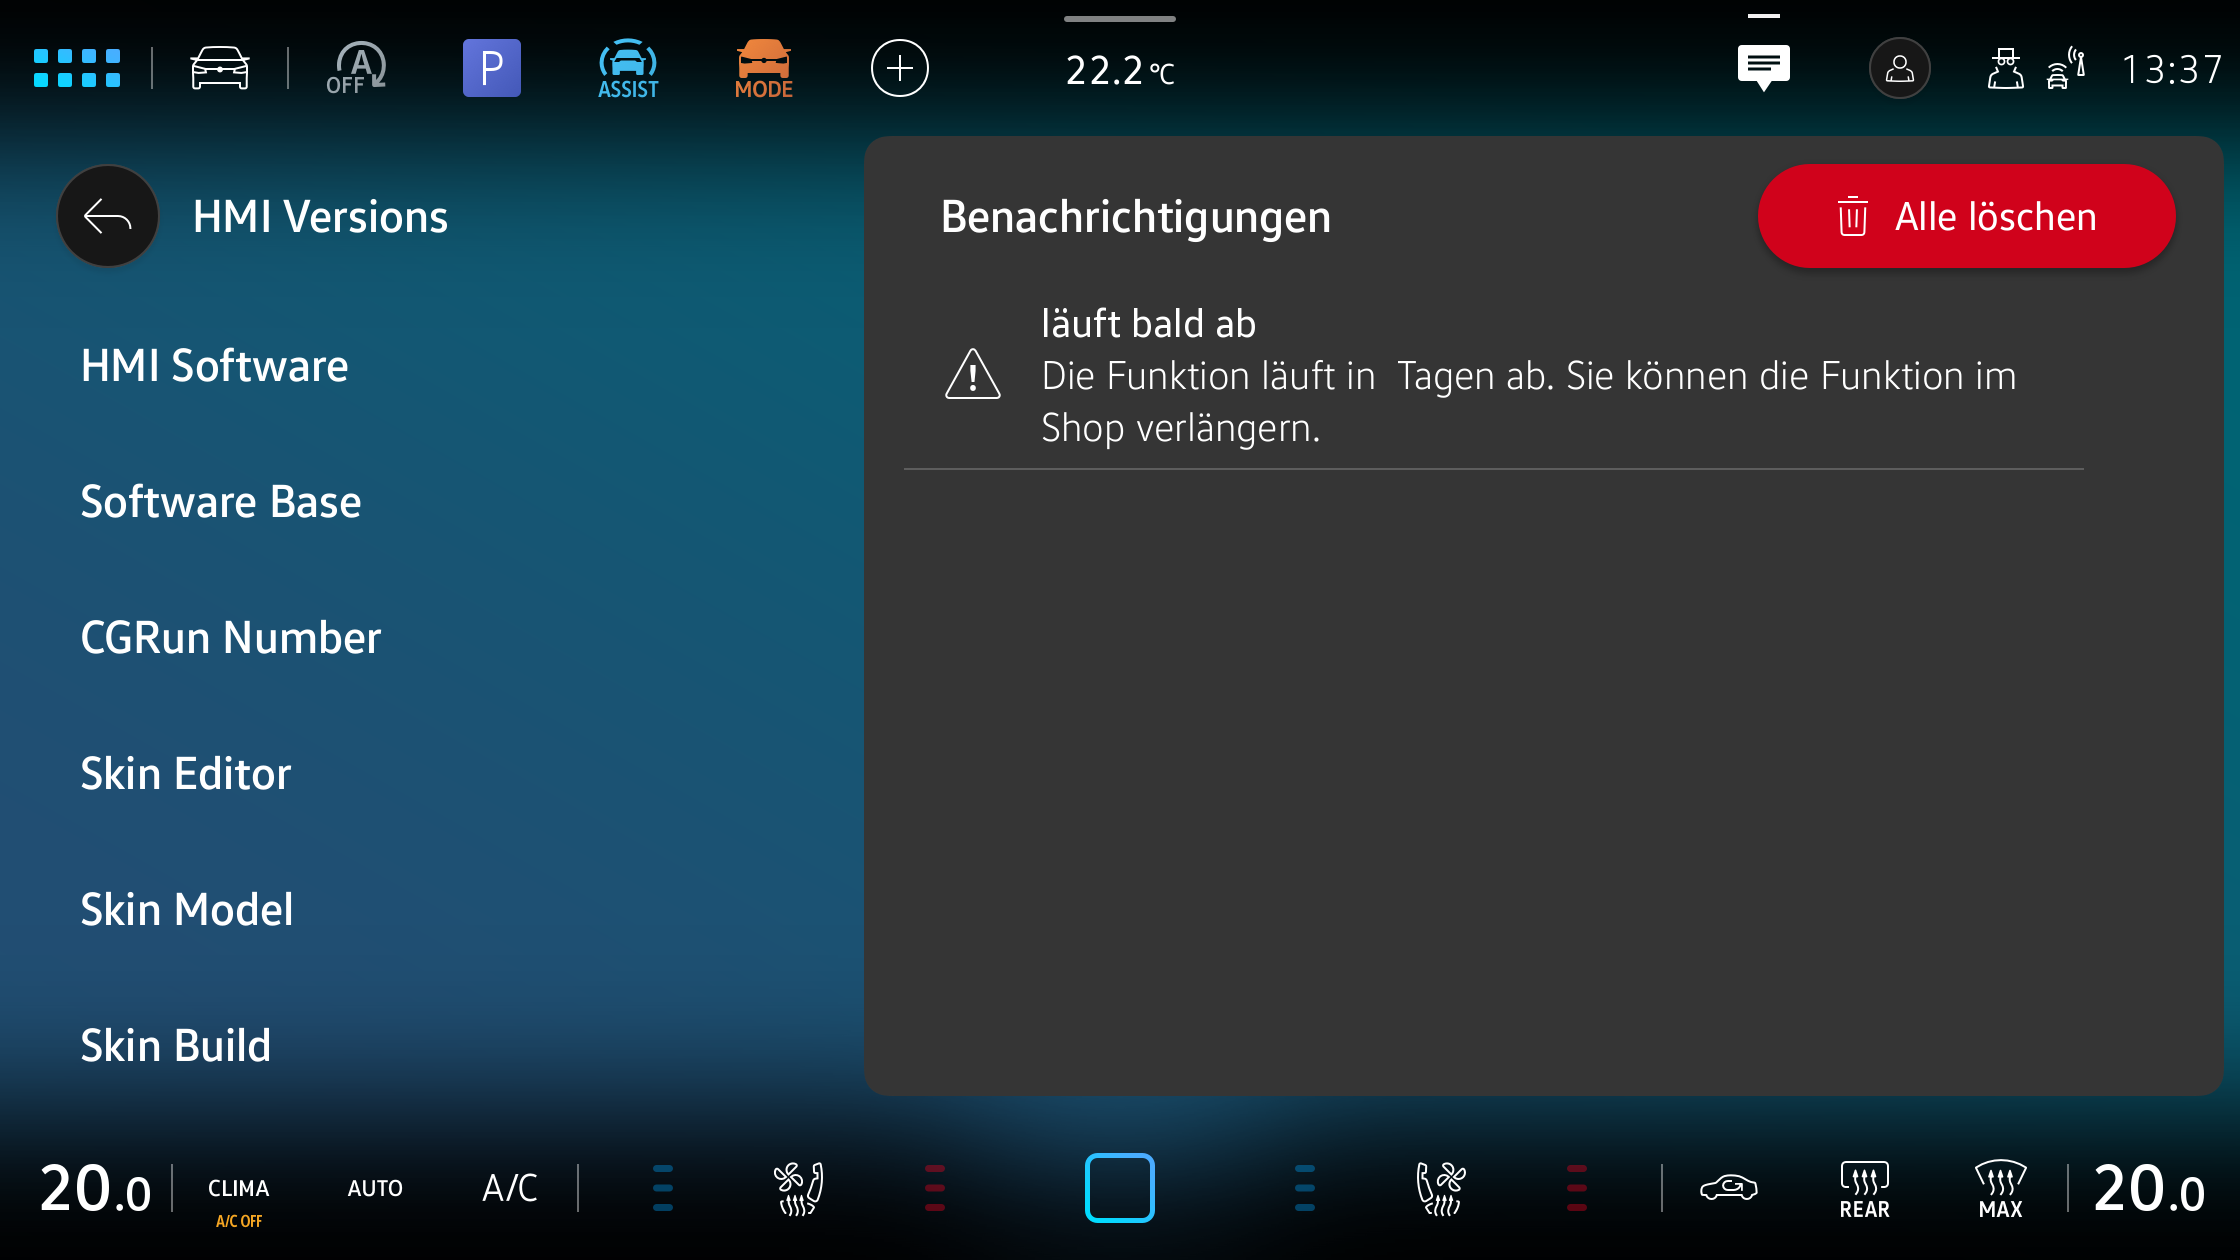 A
OFF
P
ASSIST
MODE
22.2 °C
13:37
HMI Versions
HMI Software
Software Base
CGRun Number
Skin Editor
Skin Model
Skin Build
Benachrichtigungen
Alle löschen
läuft bald ab
Die Funktion läuft in  Tagen ab. Sie können die Funktion im
Shop verlängern.
20.0
CLIMA
A/C OFF
AUTO
A/C
REAR
MAX
20.0